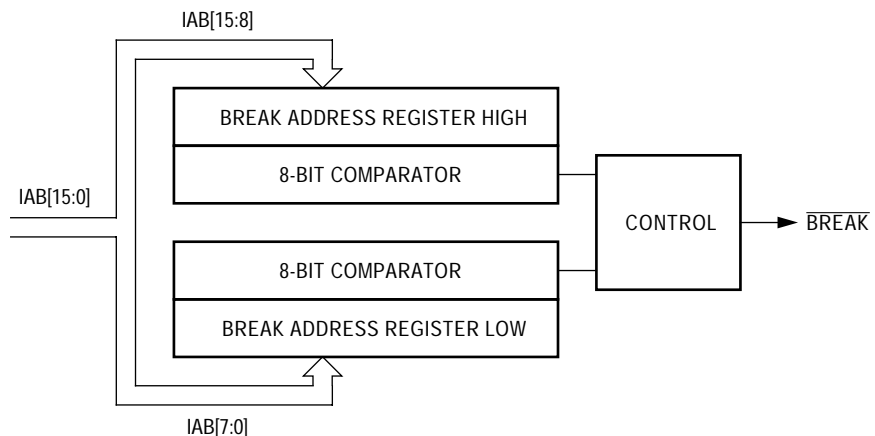 IAB[15:8]
BREAK ADDRESS REGISTER HIGH
8-BIT COMPARATOR
IAB[15:0]
CONTROL
BREAK
8-BIT COMPARATOR
BREAK ADDRESS REGISTER LOW
IAB[7:0]